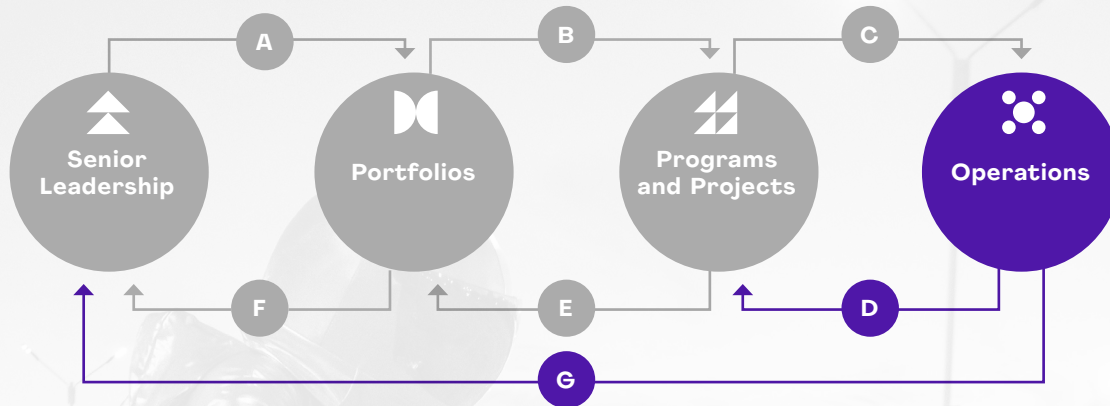 A
B
C
Senior
Leadership
Portfolios
Programs
and Projects
Operations
F
E
D
G